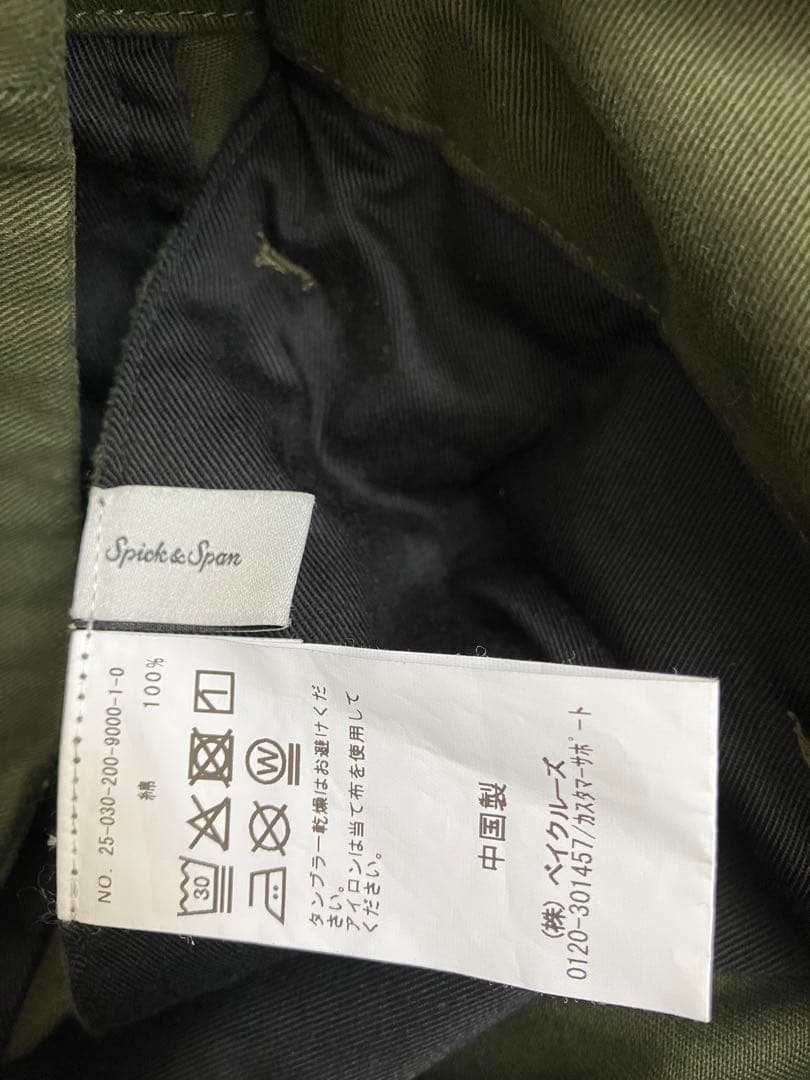 Spick & Span
NO. 25-030-200-9000-1-0
綿 100%
30
W
タンブラー乾燥はお避けくだ
さい。
アイロンは当て布を使用して
ください。
中国製
(株) ベイクルーズ
0120-301457/カスタマーサポート